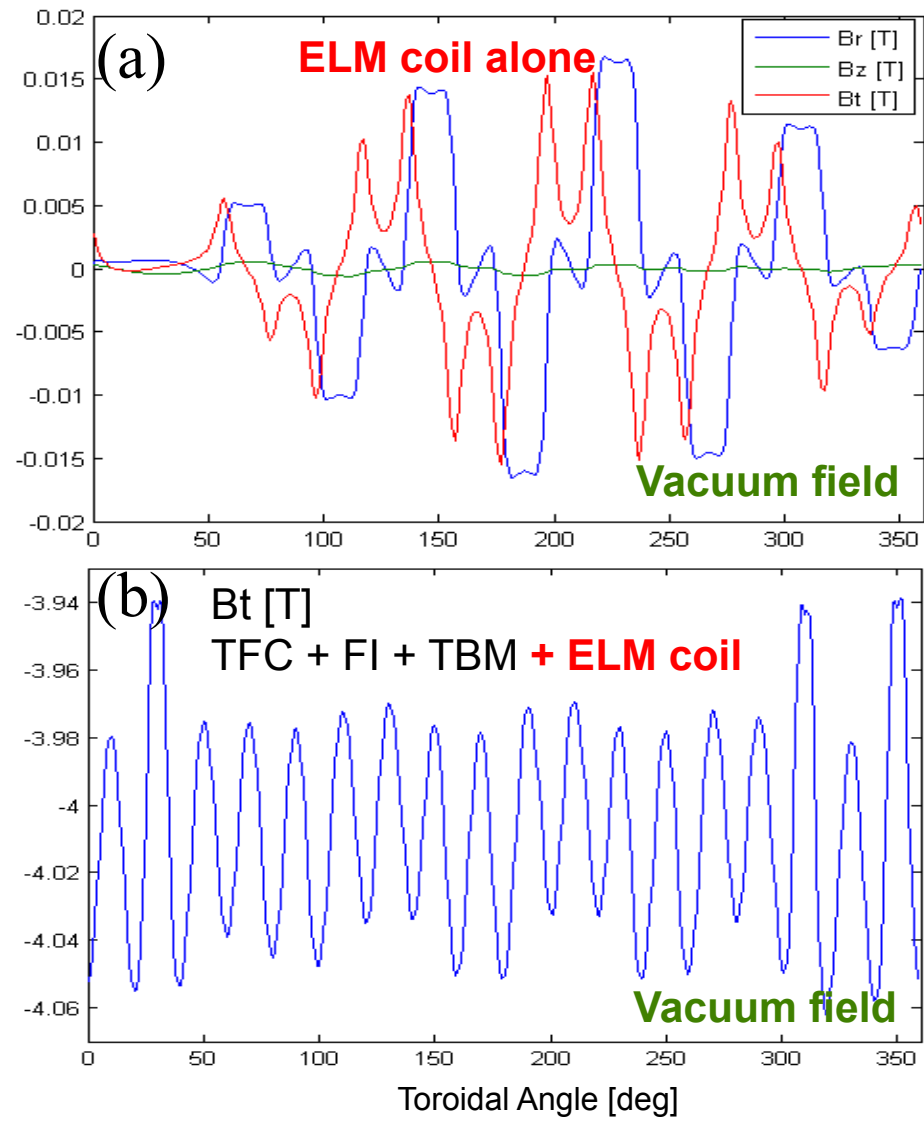 0.02
(a)
ELM coil alone
Br [T]
Bz [T]
Bt [T]
0.015
0.01
0.005
0
-0.005
-0.01
-0.015
Vacuum field
-0.02
0 50 100 150 200 250 300 350
(b)
Bt [T]
TFC + FI + TBM + ELM coil
-3.94
-3.96
-3.98
-4
-4.02
-4.04
-4.06
Vacuum field
0 50 100 150 200 250 300 350
Toroidal Angle [deg]